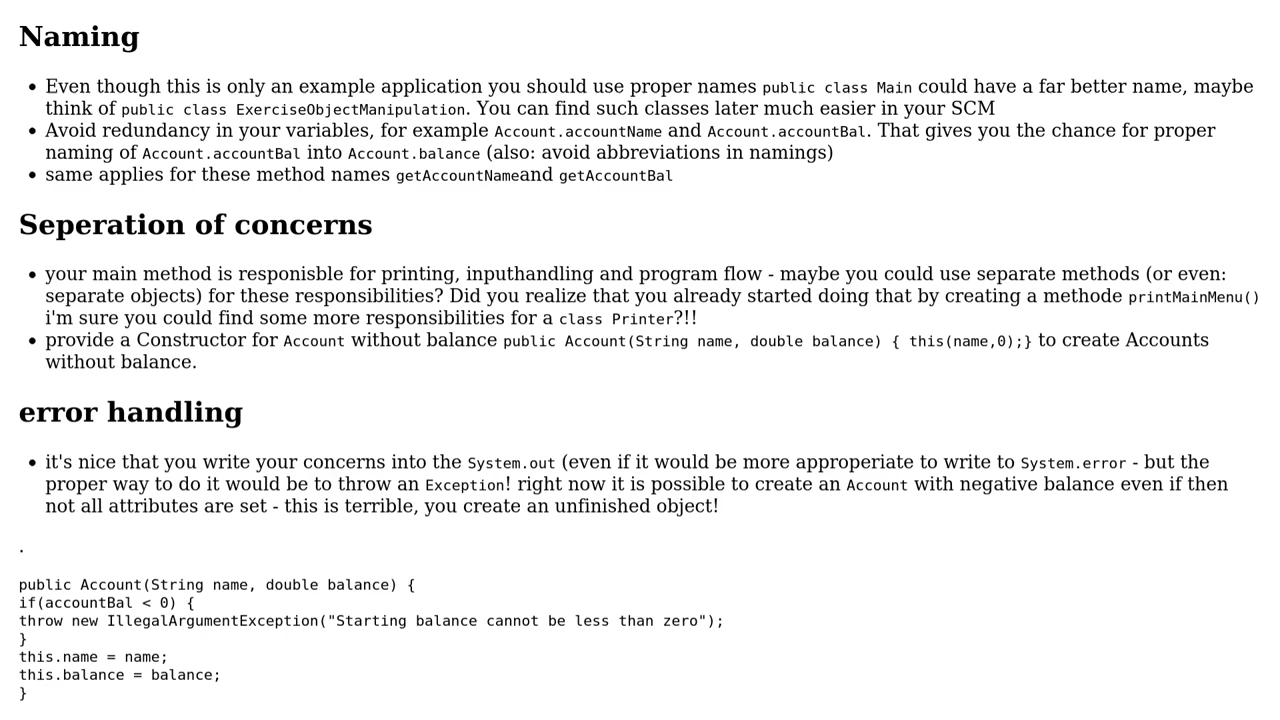 Naming
• Even though this is only an example application you should use proper names public class Main could have a far better name, maybe
think of public class ExerciseObjectManipulation. You can find such classes later much easier in your SCM
• Avoid redundancy in your variables, for example Account.accountName and Account.accountBal. That gives you the chance for proper
naming of Account.accountBal into Account.balance (also: avoid abbreviations in namings)
• same applies for these method names getAccountNameand getAccountBal
Seperation of concerns
• your main method is responisble for printing, inputhandling and program flow - maybe you could use separate methods (or even:
separate objects) for these responsibilities? Did you realize that you already started doing that by creating a methode printMainMenu()
i'm sure you could find some more responsibilities for a class Printer?!!
• provide a Constructor for Account without balance public Account(String name, double balance) { this(name,0);} to create Accounts
without balance.
error handling
• it's nice that you write your concerns into the System.out (even if it would be more approperiate to write to System.error - but the
proper way to do it would be to throw an Exception! right now it is possible to create an Account with negative balance even if then
not all attributes are set - this is terrible, you create an unfinished object!
.
public Account(String name, double balance) {
if(accountBal < 0) {
throw new IllegalArgumentException("Starting balance cannot be less than zero");
}
this.name = name;
this.balance = balance;
}